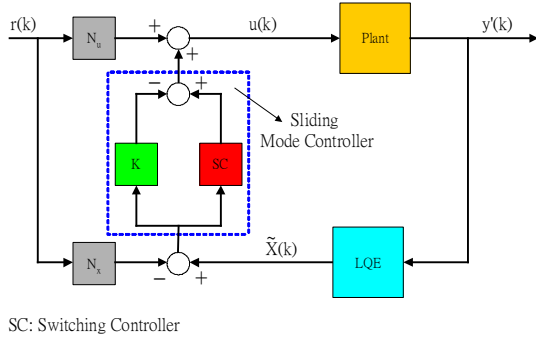 r(k)
N_u
+
+
u(k)
Plant
y'(k)
−
+
Sliding
Mode Controller
K
SC
N_x
−
+
X̃(k)
LQE
SC: Switching Controller